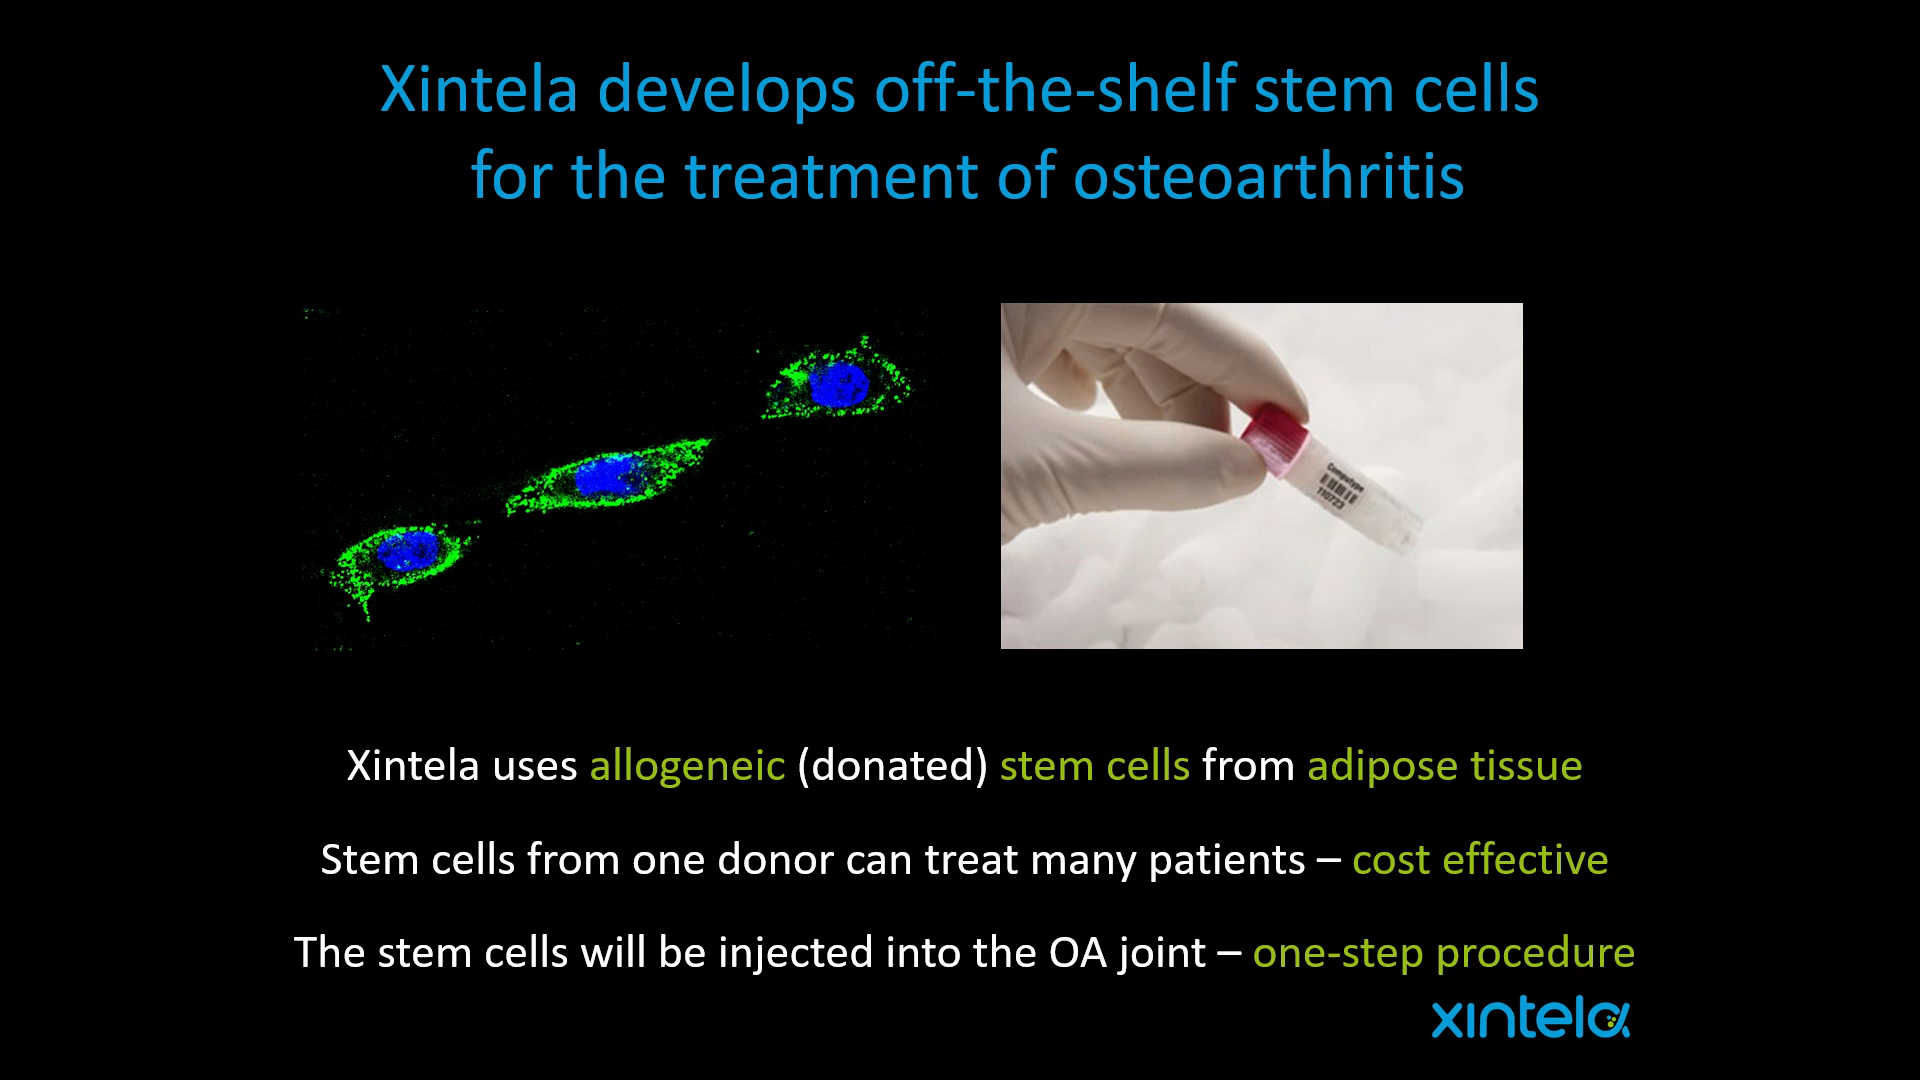 Xintela develops off-the-shelf stem cells
for the treatment of osteoarthritis
Computype
110723
Xintela uses allogeneic (donated) stem cells from adipose tissue
Stem cells from one donor can treat many patients – cost effective
The stem cells will be injected into the OA joint – one-step procedure
xintela